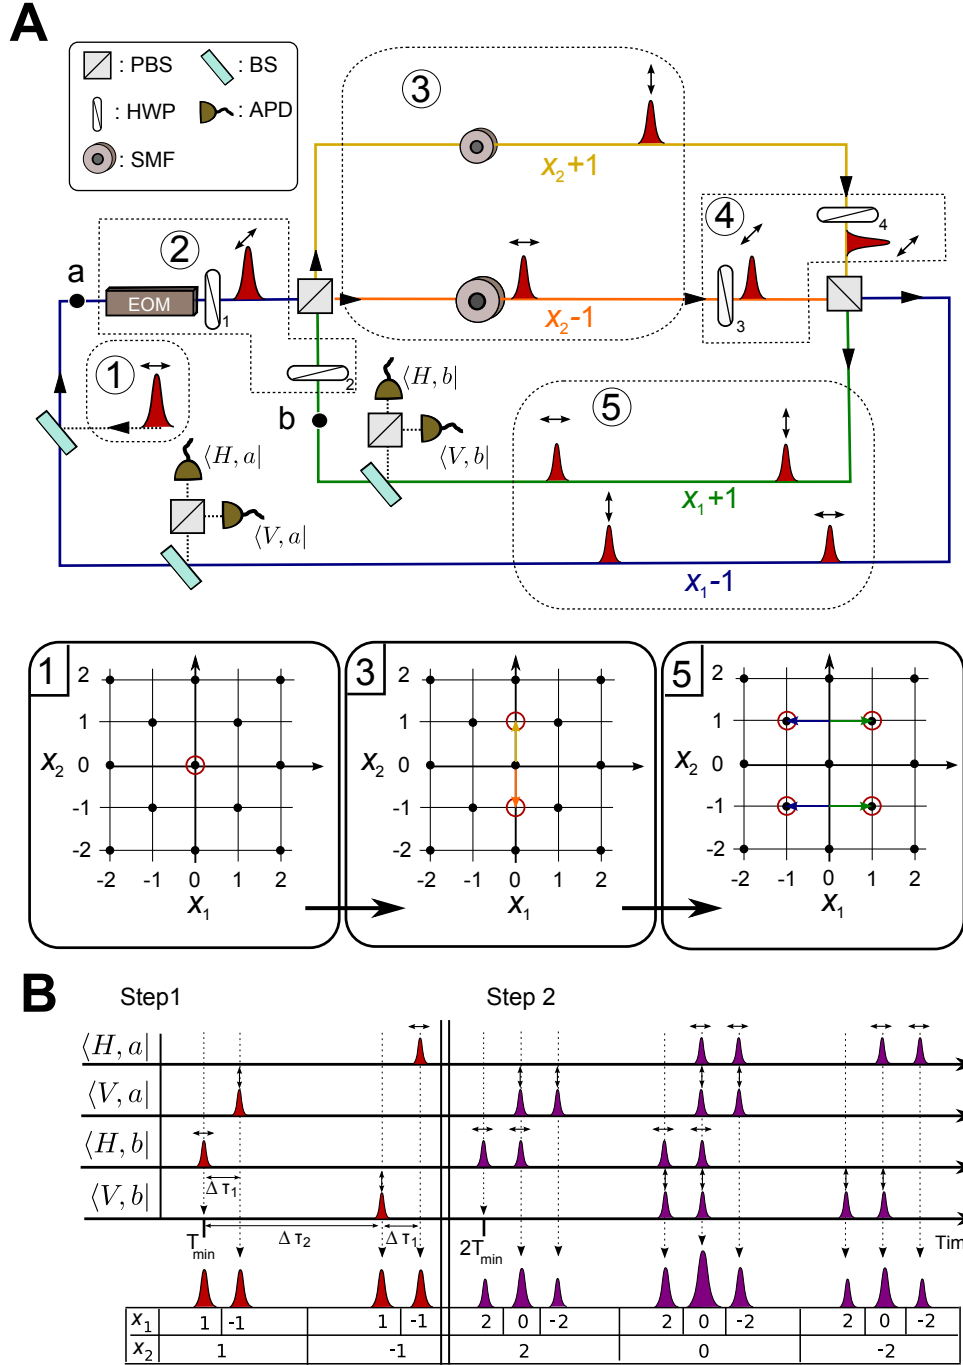 A
: PBS
: BS
: HWP
: APD
: SMF
3
x₂+1
4
4
2
a
EOM
1
x₂-1
3
1
2
⟨H, b|
5
b
⟨V, b|
⟨H, a|
x₁+1
⟨V, a|
x₁-1
1
2
1
x₂ 0
-1
-2
-2 -1 0 1 2
x₁
3
2
1
x₂ 0
-1
-2
-2 -1 0 1 2
x₁
5
2
1
x₂ 0
-1
-2
-2 -1 0 1 2
x₁
B
Step1
Step 2
⟨H, a|
⟨V, a|
⟨H, b|
Δτ₁
⟨V, b|
Δτ₂
Δτ₁
Tmin
2Tmin
Tim
x₁ 1 -1 1 -1 2 0 -2 2 0 -2 2 0 -2
x₂ 1 -1 2 0 -2